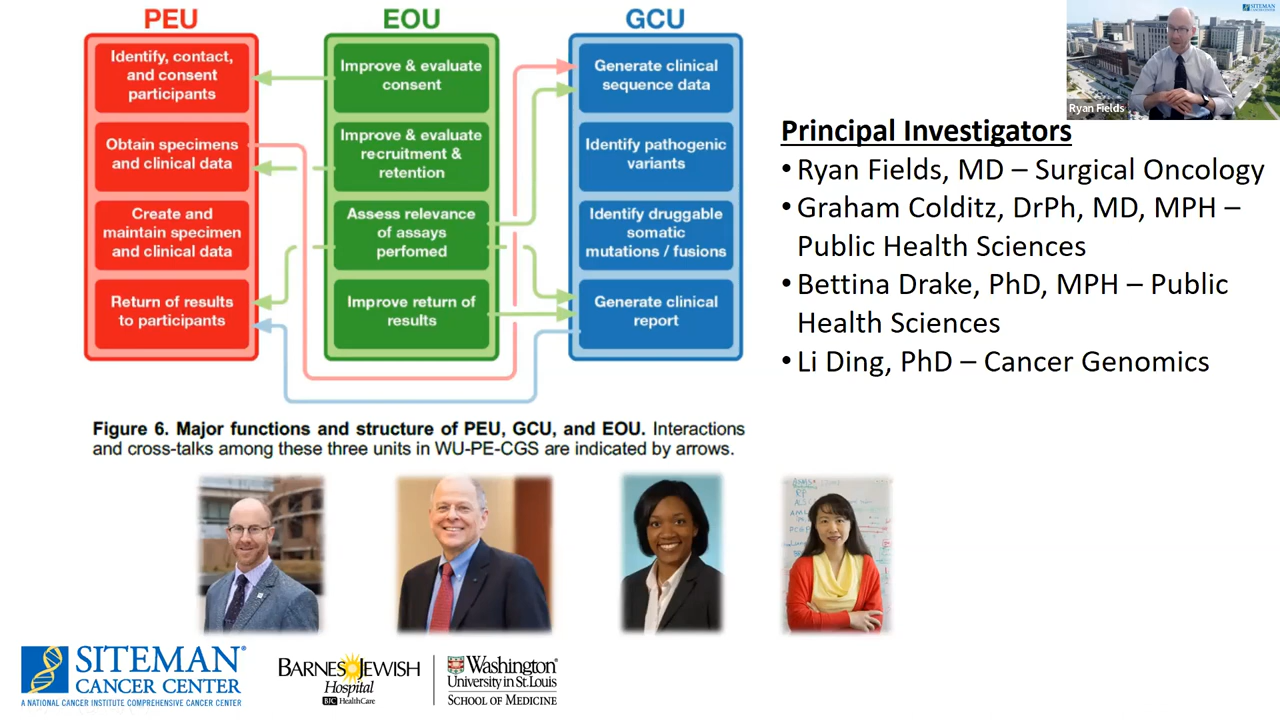 PEU
EOU
GCU
Identify, contact,
and consent
participants
Obtain specimens
and clinical data
Create and
maintain specimen
and clinical data
Return of results
to participants
Improve & evaluate
consent
Improve & evaluate
recruitment &
retention
Assess relevance
of assays
perfomed
Improve return of
results
Generate clinical
sequence data
Identify pathogenic
variants
Identify druggable
somatic
mutations / fusions
Generate clinical
report
Figure 6. Major functions and structure of PEU, GCU, and EOU. Interactions
and cross-talks among these three units in WU-PE-CGS are indicated by arrows.
SITEMAN
CANCER CENTER
Ryan Fields
Principal Investigators
• Ryan Fields, MD – Surgical Oncology
• Graham Colditz, DrPh, MD, MPH –
Public Health Sciences
• Bettina Drake, PhD, MPH – Public
Health Sciences
• Li Ding, PhD – Cancer Genomics
SITEMAN®
CANCER CENTER
A NATIONAL CANCER INSTITUTE COMPREHENSIVE CANCER CENTER
BARNES JEWISH
Hospital
BJC HealthCare
Washington
University in St. Louis
SCHOOL OF MEDICINE